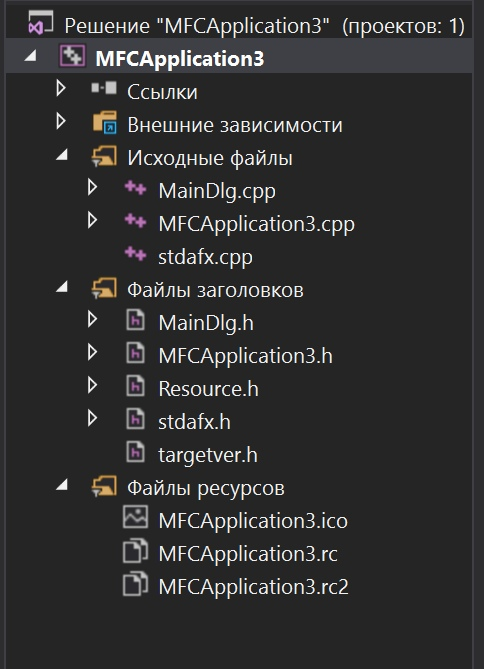 Решение "MFCApplication3" (проектов: 1)
MFCApplication3
Ссылки
Внешние зависимости
Исходные файлы
MainDlg.cpp
MFCApplication3.cpp
stdafx.cpp
Файлы заголовков
MainDlg.h
MFCApplication3.h
Resource.h
stdafx.h
targetver.h
Файлы ресурсов
MFCApplication3.ico
MFCApplication3.rc
MFCApplication3.rc2